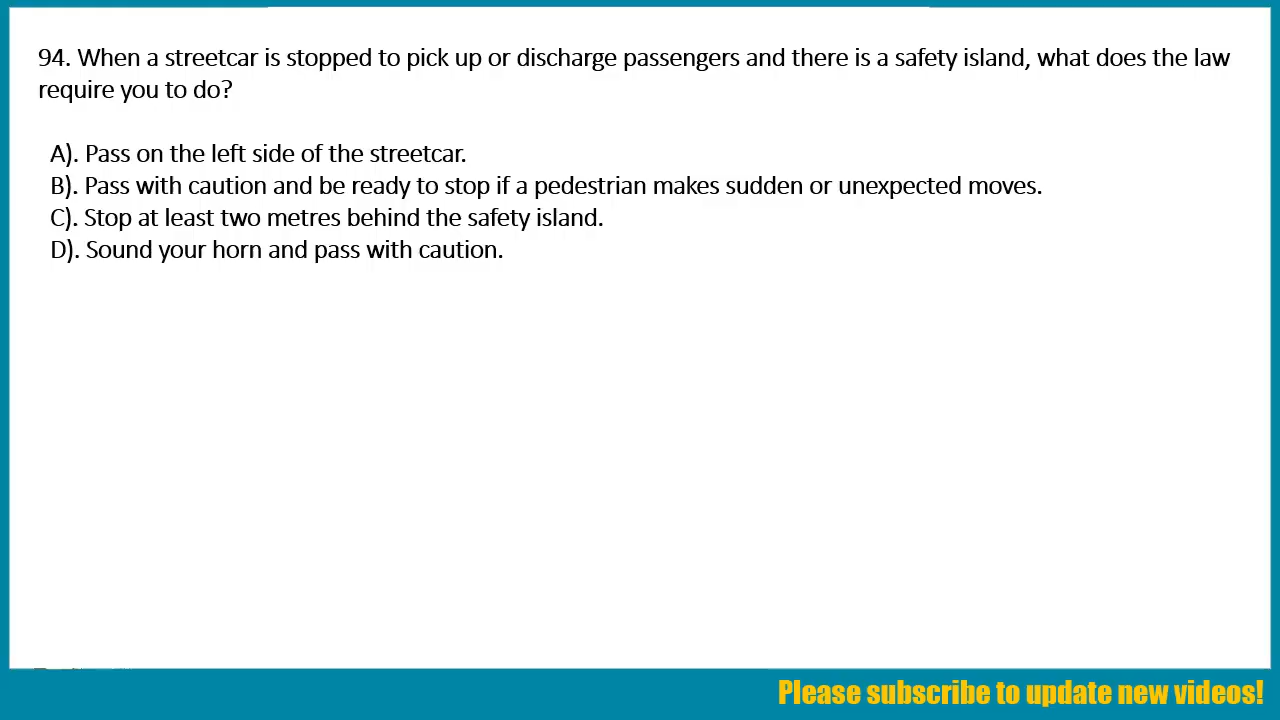 94. When a streetcar is stopped to pick up or discharge passengers and there is a safety island, what does the law
require you to do?
A). Pass on the left side of the streetcar.
B). Pass with caution and be ready to stop if a pedestrian makes sudden or unexpected moves.
C). Stop at least two metres behind the safety island.
D). Sound your horn and pass with caution.
Please subscribe to update new videos!